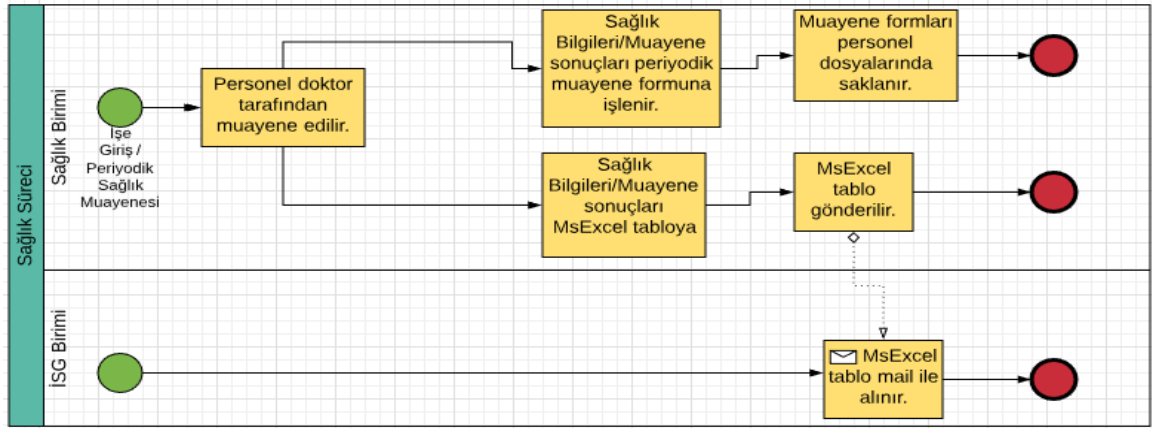 Sağlık Süreci
Sağlık Birimi
İşe
Giriş /
Periyodik
Sağlık
Muayenesi
Personel doktor
tarafından
muayene edilir.
Sağlık
Bilgileri/Muayene
sonuçları periyodik
muayene formuna
işlenir.
Muayene formları
personel
dosyalarında
saklanır.
Sağlık
Bilgileri/Muayene
sonuçları
MsExcel tabloya
MsExcel
tablo
gönderilir.
İSG Birimi
MsExcel
tablo mail ile
alınır.